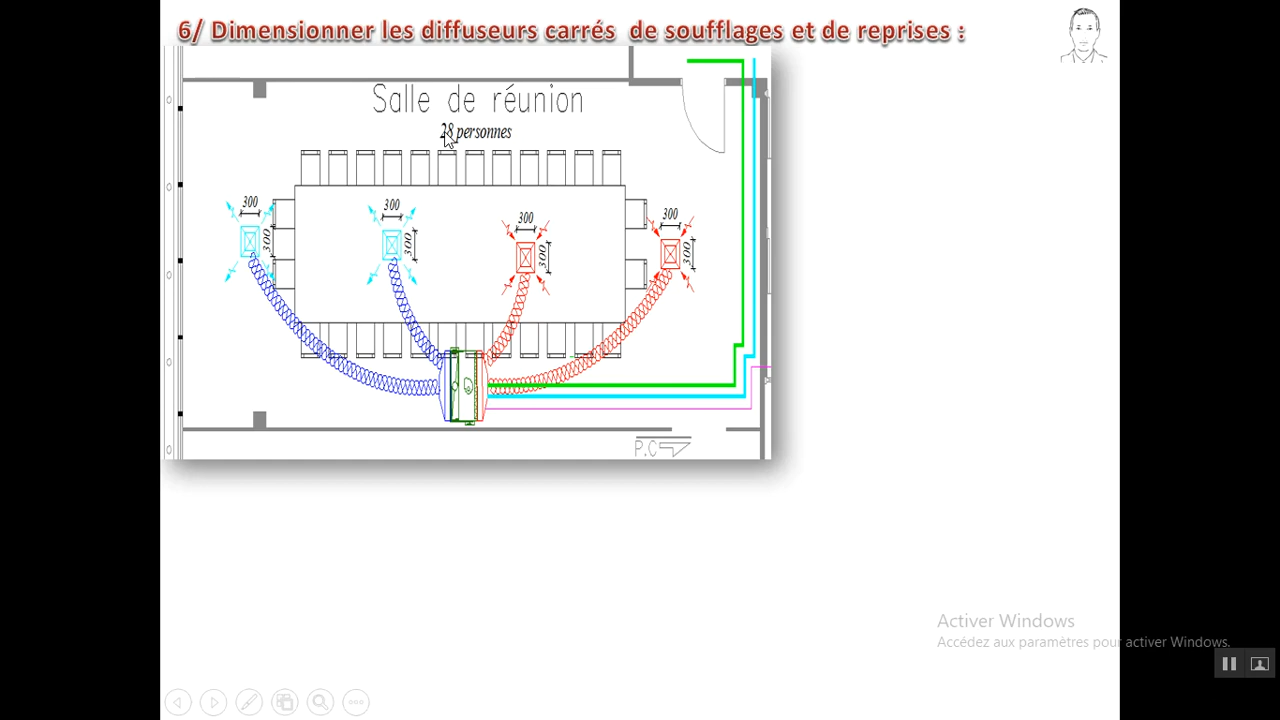 6/ Dimensionner les diffuseurs carrés de soufflages et de reprises :
Salle de réunion
28 personnes
300
300
300
300
300
300
300
300
P.C
Activer Windows
Accédez aux paramètres pour activer Windows.